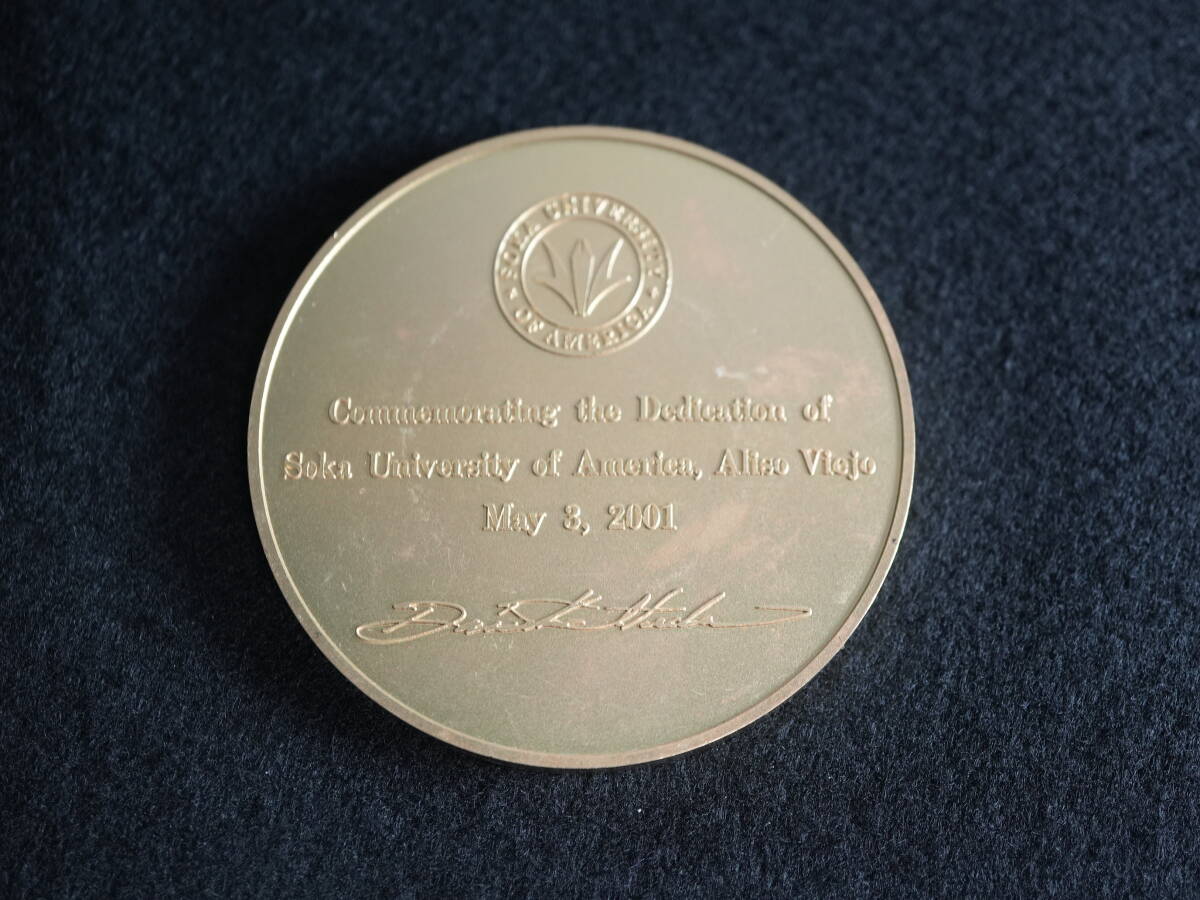 SOKA UNIVERSITY
OF AMERICA
Commemorating the Dedication of
Soka University of America, Aliso Viejo
May 3, 2001